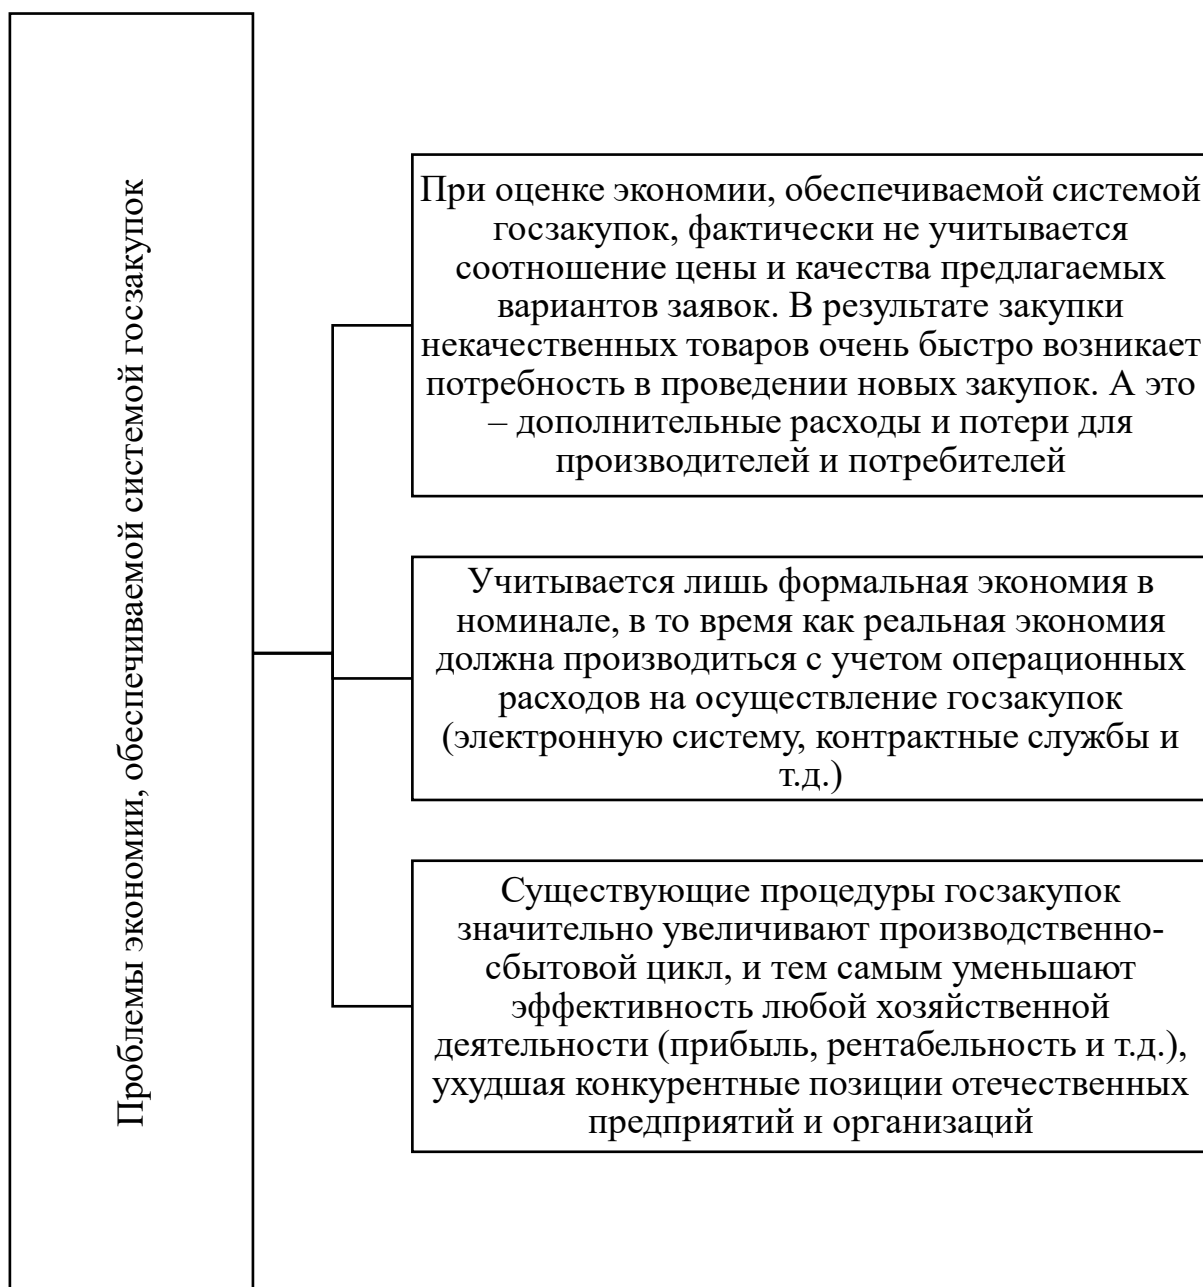 Проблемы экономии, обеспечиваемой системой госзакупок
При оценке экономии, обеспечиваемой системой
госзакупок, фактически не учитывается
соотношение цены и качества предлагаемых
вариантов заявок. В результате закупки
некачественных товаров очень быстро возникает
потребность в проведении новых закупок. А это
– дополнительные расходы и потери для
производителей и потребителей
Учитывается лишь формальная экономия в
номинале, в то время как реальная экономия
должна производиться с учетом операционных
расходов на осуществление госзакупок
(электронную систему, контрактные службы и
т.д.)
Существующие процедуры госзакупок
значительно увеличивают производственно-
сбытовой цикл, и тем самым уменьшают
эффективность любой хозяйственной
деятельности (прибыль, рентабельность и т.д.),
ухудшая конкурентные позиции отечественных
предприятий и организаций